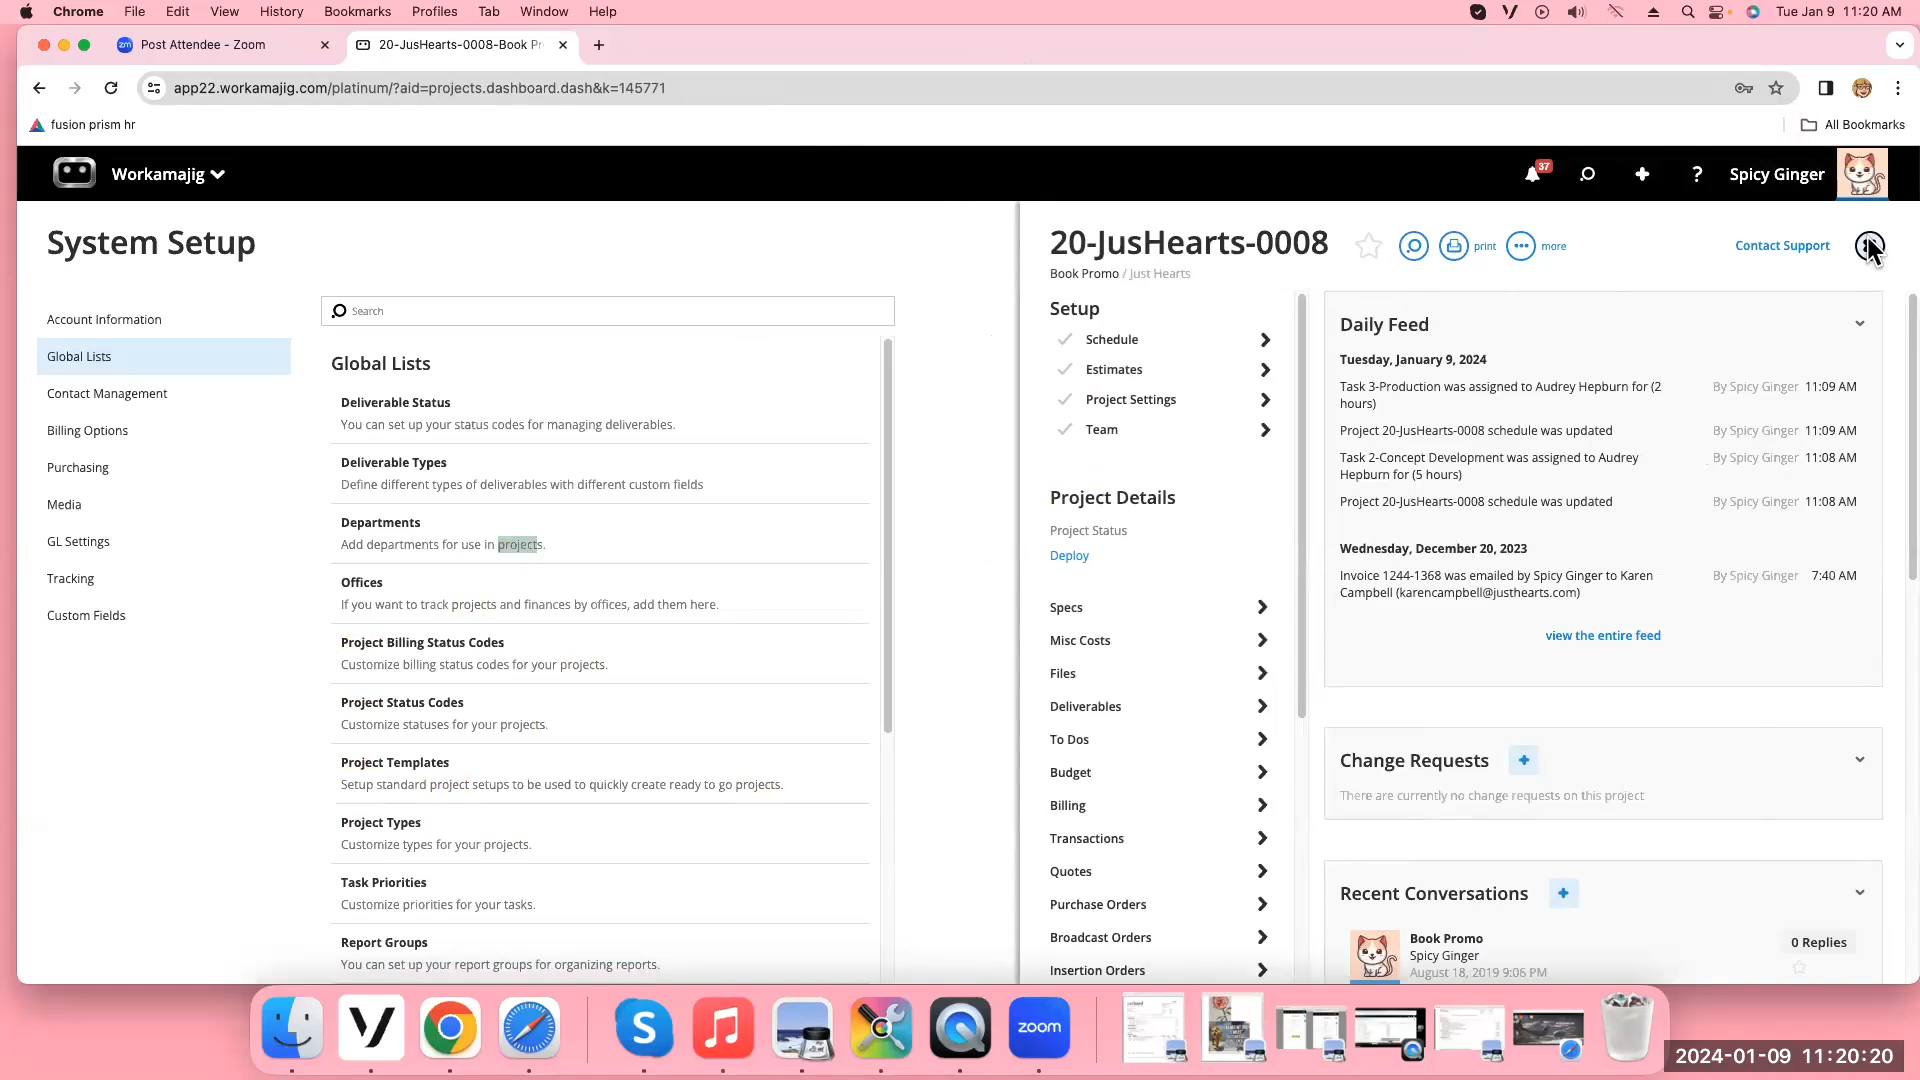 Chrome File Edit View History Bookmarks Profiles Tab Window Help
Tue Jan 9 11:20 AM
Post Attendee - Zoom
20-JusHearts-0008-Book Pr
app22.workamajig.com/platinum/?aid=projects.dashboard.dash&k=145771
fusion prism hr
All Bookmarks
Workamajig
37
?
Spicy Ginger
System Setup
Account Information
Global Lists
Contact Management
Billing Options
Purchasing
Media
GL Settings
Tracking
Custom Fields
Search
Global Lists
Deliverable Status
You can set up your status codes for managing deliverables.
Deliverable Types
Define different types of deliverables with different custom fields
Departments
Add departments for use in projects.
Offices
If you want to track projects and finances by offices, add them here.
Project Billing Status Codes
Customize billing status codes for your projects.
Project Status Codes
Customize statuses for your projects.
Project Templates
Setup standard project setups to be used to quickly create ready to go projects.
Project Types
Customize types for your projects.
Task Priorities
Customize priorities for your tasks.
Report Groups
You can set up your report groups for organizing reports.
20-JusHearts-0008
print
more
Contact Support
Book Promo / Just Hearts
Setup
Schedule
Estimates
Project Settings
Team
Project Details
Project Status
Deploy
Specs
Misc Costs
Files
Deliverables
To Dos
Budget
Billing
Transactions
Quotes
Purchase Orders
Broadcast Orders
Insertion Orders
Daily Feed
Tuesday, January 9, 2024
Task 3-Production was assigned to Audrey Hepburn for (2 By Spicy Ginger 11:09 AM
hours)
Project 20-JusHearts-0008 schedule was updated By Spicy Ginger 11:09 AM
Task 2-Concept Development was assigned to Audrey By Spicy Ginger 11:08 AM
Hepburn for (5 hours)
Project 20-JusHearts-0008 schedule was updated By Spicy Ginger 11:08 AM
Wednesday, December 20, 2023
Invoice 1244-1368 was emailed by Spicy Ginger to Karen By Spicy Ginger 7:40 AM
Campbell (karencampbell@justhearts.com)
view the entire feed
Change Requests
There are currently no change requests on this project
Recent Conversations
Book Promo
Spicy Ginger
August 18, 2019 9:06 PM
0 Replies
zoom
2024-01-09 11:20:20